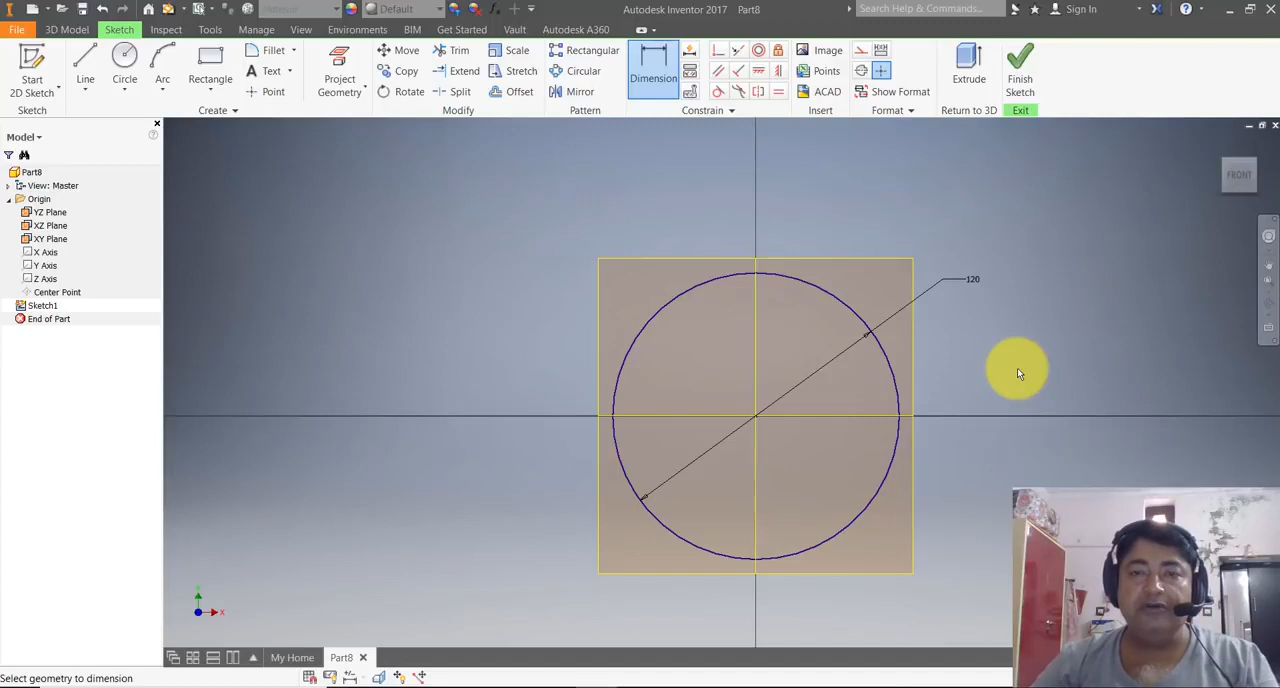 Material
Default
Autodesk Inventor 2017 Part8
Search Help & Commands...
Sign In
File
3D Model
Sketch
Inspect
Tools
Manage
View
Environments
BIM
Get Started
Vault
Autodesk A360
Start
2D Sketch
Line
Circle
Arc
Rectangle
Fillet
Text
Point
Project
Geometry
Move
Copy
Rotate
Trim
Extend
Split
Scale
Stretch
Offset
Rectangular
Circular
Mirror
Dimension
Image
Points
ACAD
Show Format
Extrude
Finish
Sketch
Sketch
Create
Modify
Pattern
Constrain
Insert
Format
Return to 3D
Exit
Model
Part8
View: Master
Origin
YZ Plane
XZ Plane
XY Plane
X Axis
Y Axis
Z Axis
Center Point
Sketch1
End of Part
FRONT
120
X
My Home
Part8
Select geometry to dimension